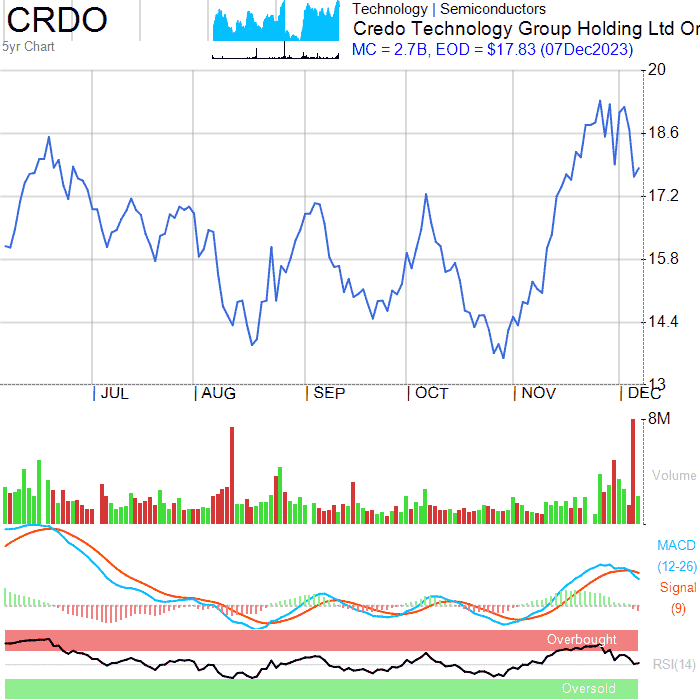 CRDO
5yr Chart
Technology | Semiconductors
Credo Technology Group Holding Ltd Or
MC = 2.7B, EOD = $17.83 (07Dec2023)
20
18.6
17.2
15.8
14.4
13
JUL AUG SEP OCT NOV DEC
8M
Volume
MACD
(12-26)
Signal
(9)
Overbought
RSI(14)
Oversold